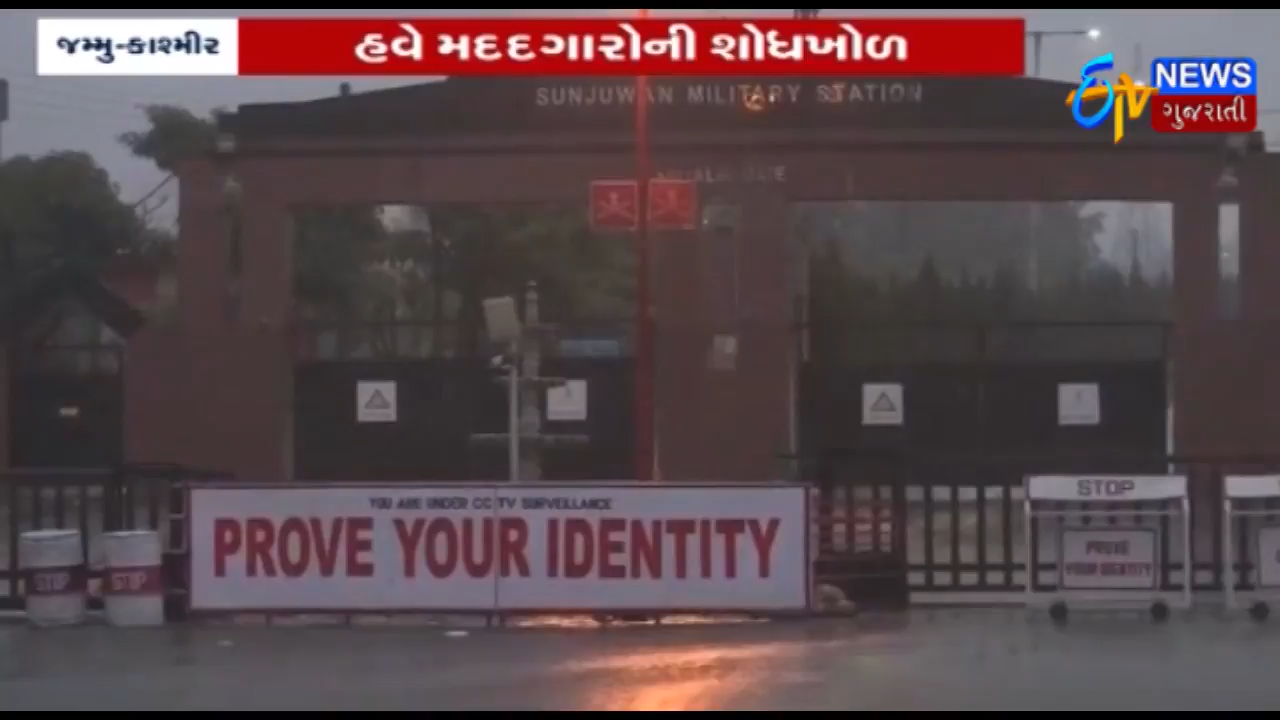 જમ્મુ-કાશ્મીર
હવે મદદગારોની શોધખોળ
ETV NEWS
ગુજરાતી
SUNJUWAN MILITARY STATION
YOU ARE UNDER CCTV SURVEILLANCE
PROVE YOUR IDENTITY
STOP
STOP
STOP
PROVE
YOUR IDENTITY